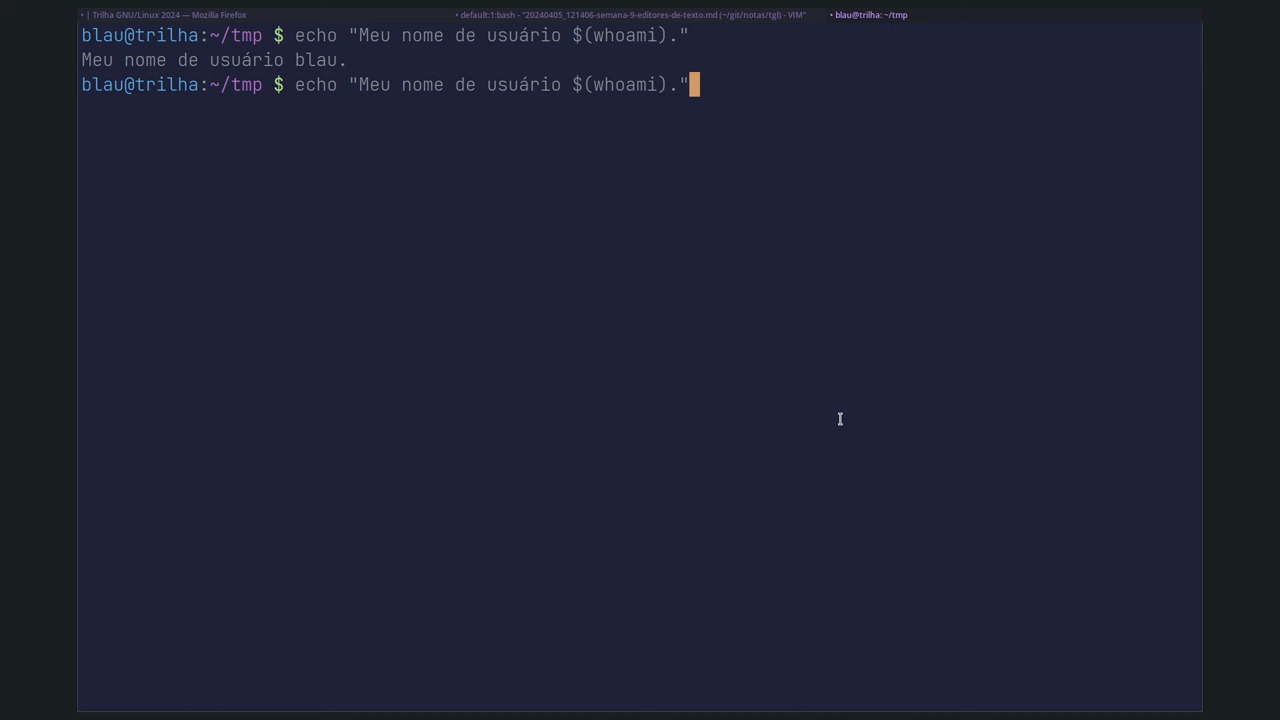 • | Trilha GNU/Linux 2024 — Mozilla Firefox
• default:1:bash - "20240405_121406-semana-9-editores-de-texto.md (~/git/notas/tgl) - VIM"
• blau@trilha: ~/tmp
blau@trilha:~/tmp $ echo "Meu nome de usuário $(whoami)."
Meu nome de usuário blau.
blau@trilha:~/tmp $ echo "Meu nome de usuário $(whoami)."